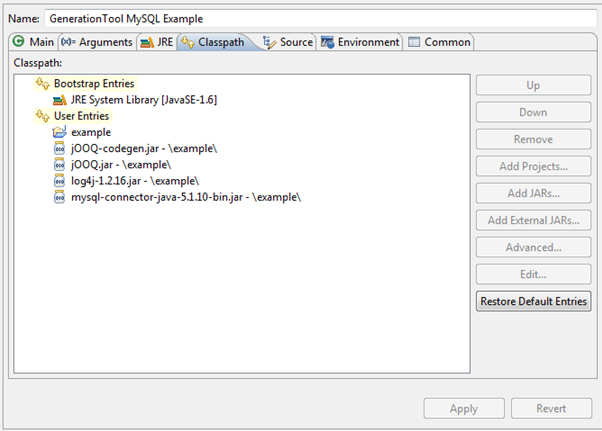 Name: GenerationTool MySQL Example
Main (x)= Arguments JRE Classpath Source Environment Common
Classpath:
Bootstrap Entries
JRE System Library [JavaSE-1.6]
User Entries
example
jOOQ-codegen.jar - \example\
jOOQ.jar - \example\
log4j-1.2.16.jar - \example\
mysql-connector-java-5.1.10-bin.jar - \example\
Up
Down
Remove
Add Projects...
Add JARs...
Add External JARs...
Advanced...
Edit...
Restore Default Entries
Apply Revert